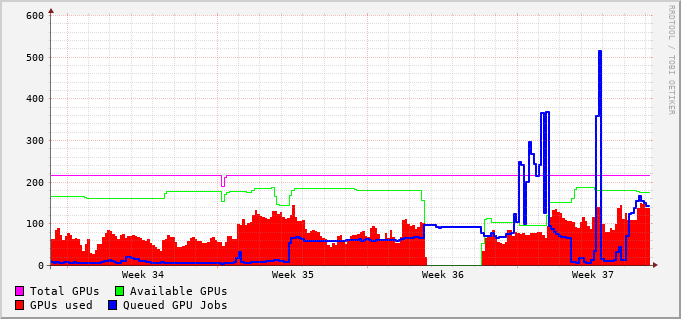 600
500
400
300
200
100
0
Week 34 Week 35 Week 36 Week 37
Total GPUs Available GPUs
GPUs used Queued GPU Jobs
RRDTOOL / TOBI OETIKER